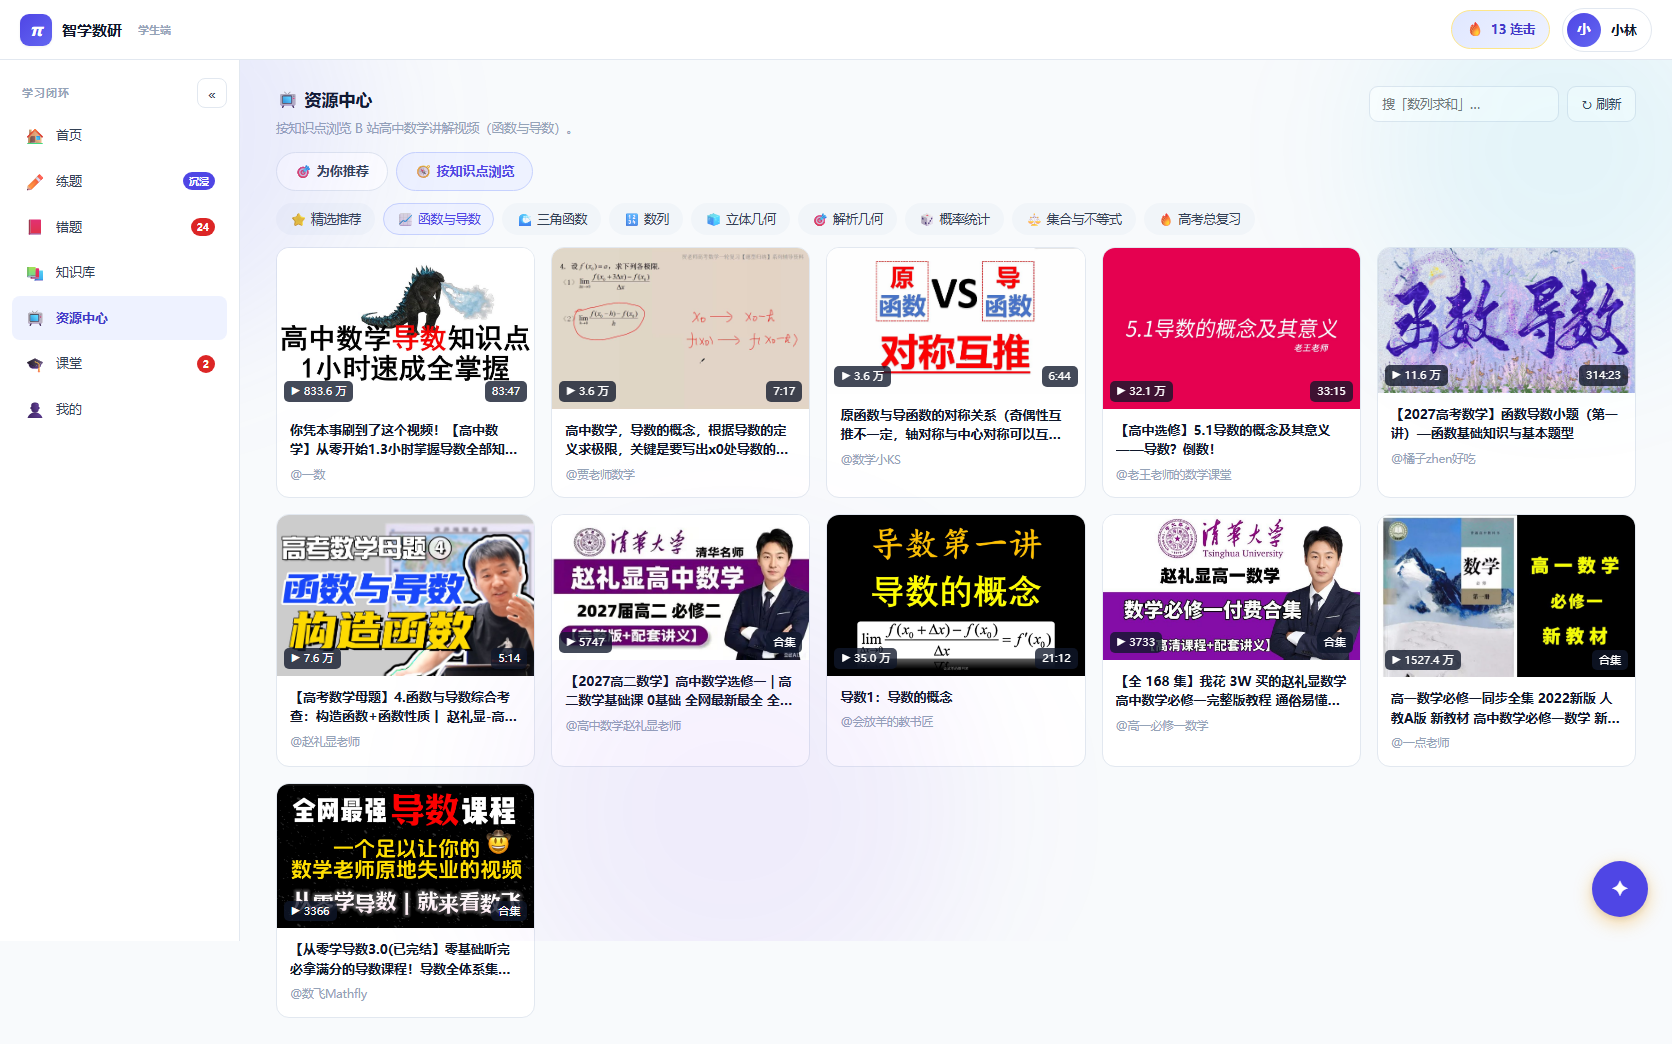 π 智学数研 学生端
🔥 13 连击
小 小林
学习闭环
«
首页
练题 沉浸
错题 24
知识库
资源中心
课堂 2
我的
资源中心
按知识点浏览 B 站高中数学讲解视频（函数与导数）。
搜「数列求和」...
↻ 刷新
为你推荐
按知识点浏览
精选推荐
函数与导数
三角函数
数列
立体几何
解析几何
概率统计
集合与不等式
高考总复习
高中数学导数知识点
1小时速成全掌握
▶ 833.6 万
83:47
你凭本事刷到了这个视频！【高中数
学】从零开始1.3小时掌握导数全部知...
@一数
▶ 3.6 万
7:17
高中数学，导数的概念，根据导数的定
义求极限，关键是要写出x0处导数的...
@贾老师数学
原函数 VS 导函数
对称互推
▶ 3.6 万
6:44
原函数与导函数的对称关系（奇偶性互
推不一定，轴对称与中心对称可以互...
@数学小KS
5.1导数的概念及其意义
老王老师
▶ 32.1 万
33:15
【高中选修】5.1导数的概念及其意义
——导数？倒数！
@老王老师的数学课堂
函数 导数
▶ 11.6 万
314:23
【2027高考数学】函数导数小题（第一
讲）—函数基础知识与基本题型
@橘子zhen好吃
高考数学母题④
函数与导数
构造函数
▶ 7.6 万
5:14
【高考数学母题】4.函数与导数综合考
查：构造函数+函数性质丨 赵礼显-高...
@赵礼显老师
清華大学 清华名师
赵礼显高中数学
2027届高二 必修二
▶ 5747
合集
【2027高二数学】高中数学选修一 | 高
二数学基础课 0基础 全网最新最全 全...
@高中数学赵礼显老师
导数第一讲
导数的概念
lim f(x₀ + Δx) − f(x₀) / Δx = f′(x₀)
▶ 35.0 万
21:12
导数1：导数的概念
@会放羊的教书匠
清華大学
Tsinghua University
赵礼显高一数学
数学必修一付费合集
【高清课程+配套讲义】
▶ 3733
合集
【全 168 集】我花 3W 买的赵礼显数学
高中数学必修一完整版教程 通俗易懂...
@高一必修一数学
数学
高一数学
必修一
新教材
▶ 1527.4 万
合集
高一数学必修一同步全集 2022新版 人
教A版 新教材 高中数学必修一数学 新...
@一点老师
全网最强导数课程
一个足以让你的
数学老师原地失业的视频
从零学导数 | 就来看数飞
▶ 3366
合集
【从零学导数3.0(已完结】零基础听完
必拿满分的导数课程！导数全体系集...
@数飞Mathfly